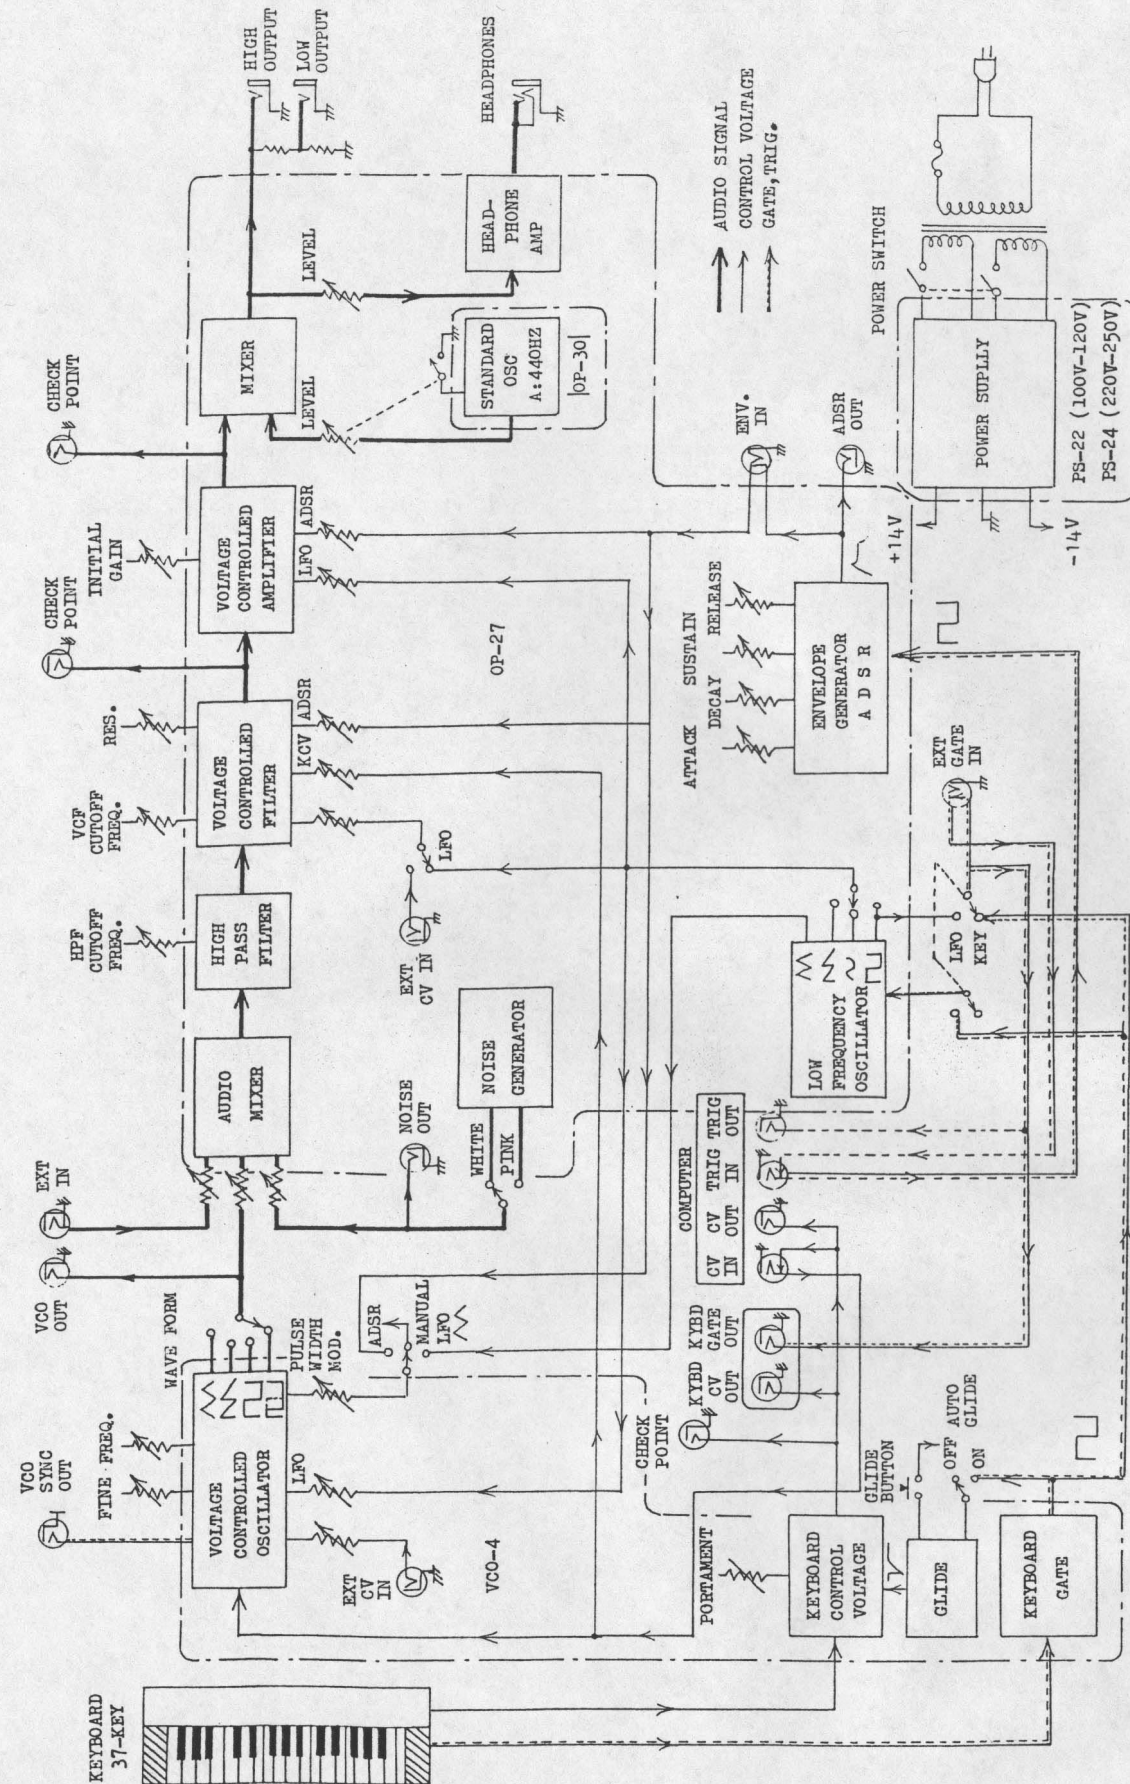 KEYBOARD
37-KEY
VCO
SYNC
OUT
FINE·FREQ.
VOLTAGE
CONTROLLED
OSCILLATOR
WAVE FORM
LFO
EXT
CV IN
VCO-4
PULSE
WIDTH
MOD.
ADSR
MANUAL
LFO
VCO
OUT
EXT
IN
AUDIO
MIXER
NOISE
OUT
WHITE
PINK
NOISE
GENERATOR
HPF
CUTOFF
FREQ.
HIGH
PASS
FILTER
VCF
CUTOFF
FREQ.
RES.
VOLTAGE
CONTROLLED
FILTER
KCV
ADSR
EXT
CV IN
LFO
CHECK
POINT
INITIAL
GAIN
VOLTAGE
CONTROLLED
AMPLIFIER
LFO
ADSR
OP-27
CHECK
POINT
MIXER
LEVEL
LEVEL
STANDARD
OSC
A:440HZ
OP-30
HEAD-
PHONE
AMP
HIGH
OUTPUT
LOW
OUTPUT
HEADPHONES
AUDIO SIGNAL
CONTROL VOLTAGE
GATE,TRIG.
CHECK
POINT
KYBD
CV
OUT
KYBD
GATE
OUT
COMPUTER
CV
IN
CV
OUT
TRIG
IN
TRIG
OUT
LOW
FREQUENCY
OSCILLATOR
LFO
KEY
EXT
GATE
IN
ATTACK
DECAY
SUSTAIN
RELEASE
ENVELOPE
GENERATOR
A D S R
ENV.
IN
ADSR
OUT
POWER SWITCH
POWER SUPLLY
+14V
-14V
PS-22 (100V-120V)
PS-24 (220V-250V)
PORTAMENT
KEYBOARD
CONTROL
VOLTAGE
GLIDE
BUTTON
OFF
ON
AUTO
GLIDE
GLIDE
KEYBOARD
GATE